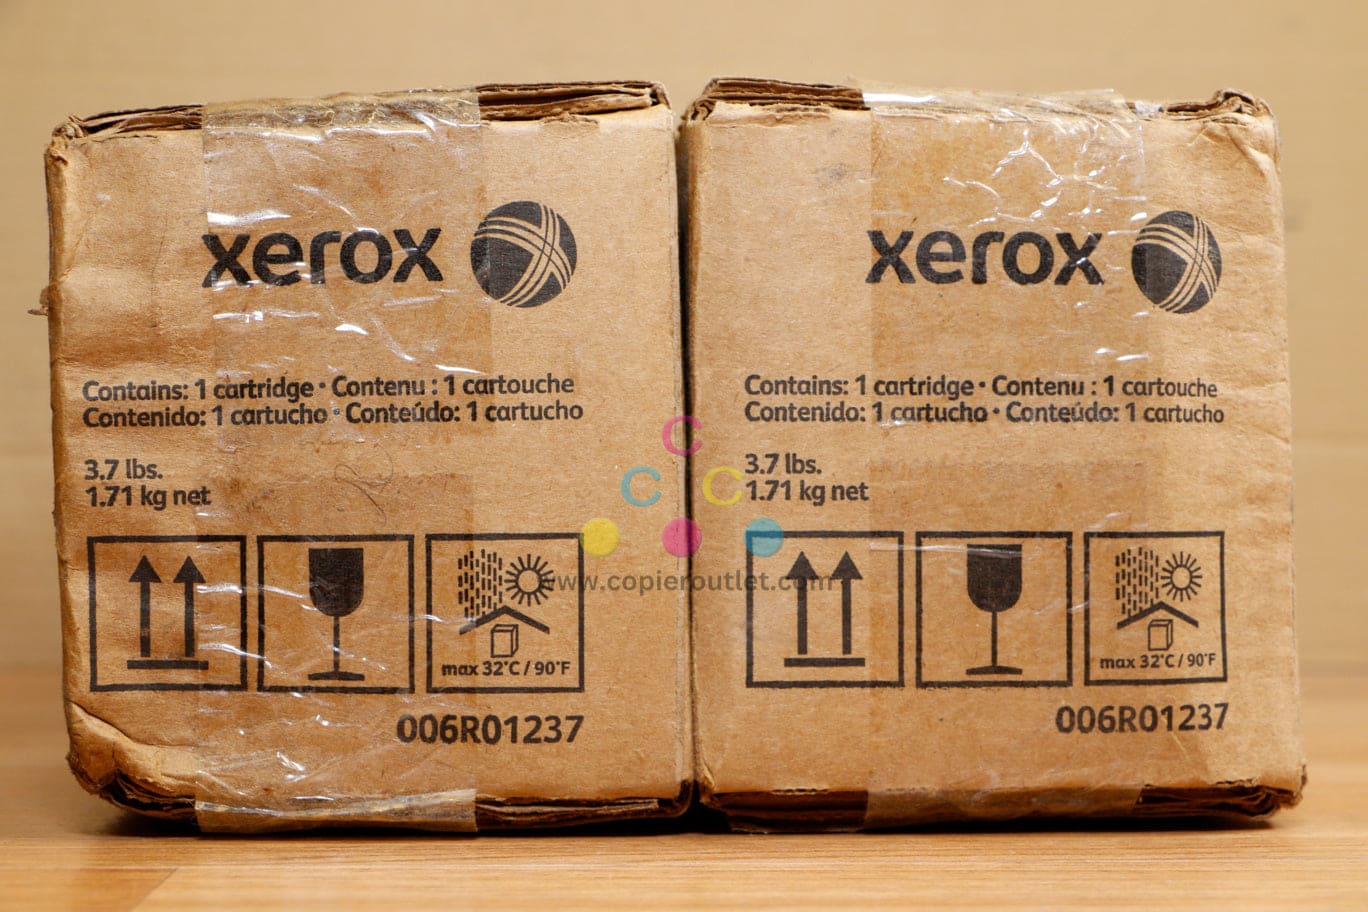 xerox
Contains: 1 cartridge • Contenu : 1 cartouche
Contenido: 1 cartucho • Conteúdo: 1 cartucho
3.7 lbs.
1.71 kg net
max 32°C / 90°F
006R01237
xerox
Contains: 1 cartridge • Contenu : 1 cartouche
Contenido: 1 cartucho • Conteúdo: 1 cartucho
3.7 lbs.
1.71 kg net
max 32°C / 90°F
006R01237
C
C C
www.copieroutlet.com